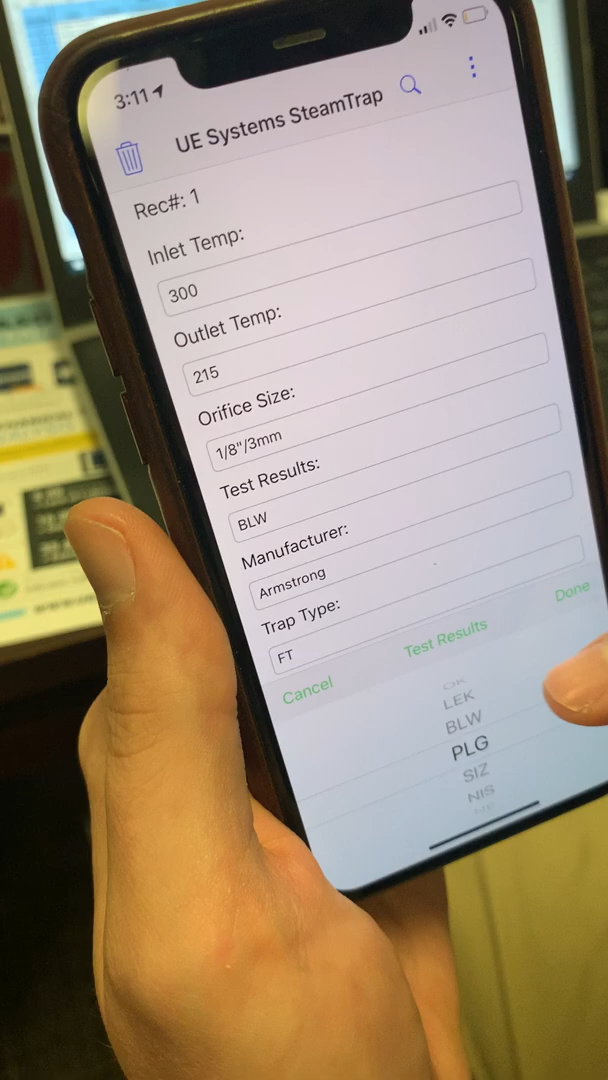 3:11
UE Systems SteamTrap
Rec#: 1
Inlet Temp:
300
Outlet Temp:
215
Orifice Size:
1/8"/3mm
Test Results:
BLW
Manufacturer:
Armstrong
Trap Type:
FT
Cancel Test Results Done
OK
LEK
BLW
PLG
SIZ
NIS